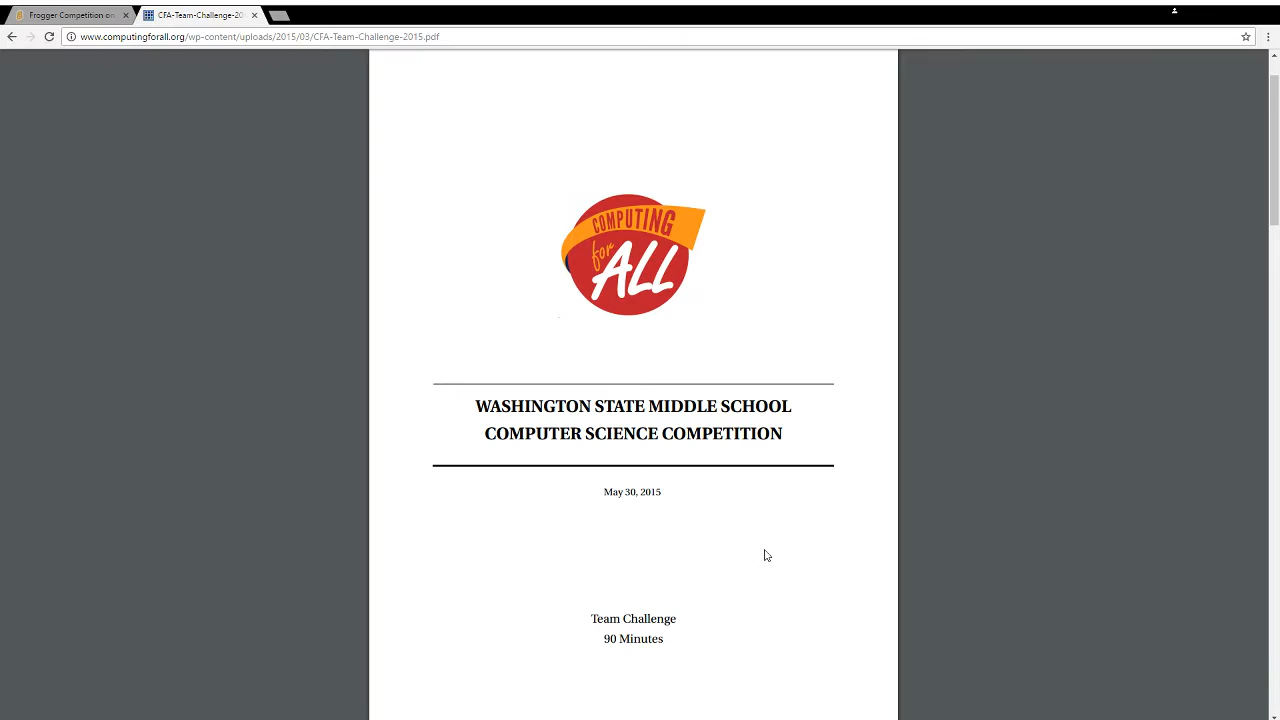 Frogger Competition on
CFA-Team-Challenge-20
www.computingforall.org/wp-content/uploads/2015/03/CFA-Team-Challenge-2015.pdf
COMPUTING
for
ALL
WASHINGTON STATE MIDDLE SCHOOL
COMPUTER SCIENCE COMPETITION
May 30, 2015
Team Challenge
90 Minutes